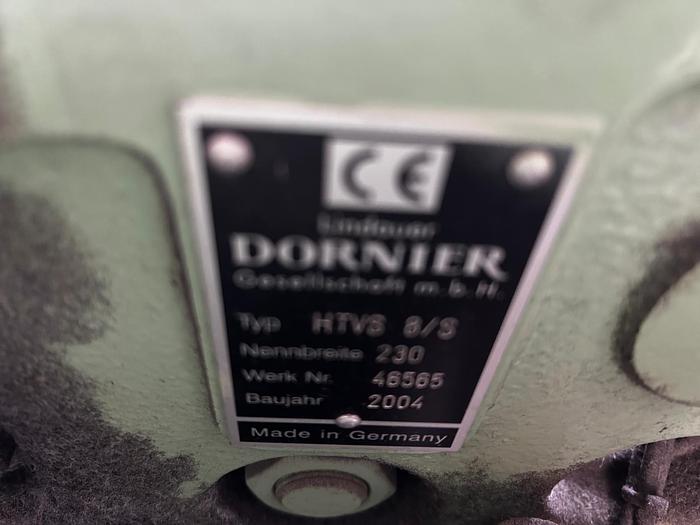 CE
Lindauer
DORNIER
Gesellschaft m.b.H.
Typ HTVS 8/S
Nennbreite 230
Werk Nr. 46565
Baujahr 2004
Made in Germany